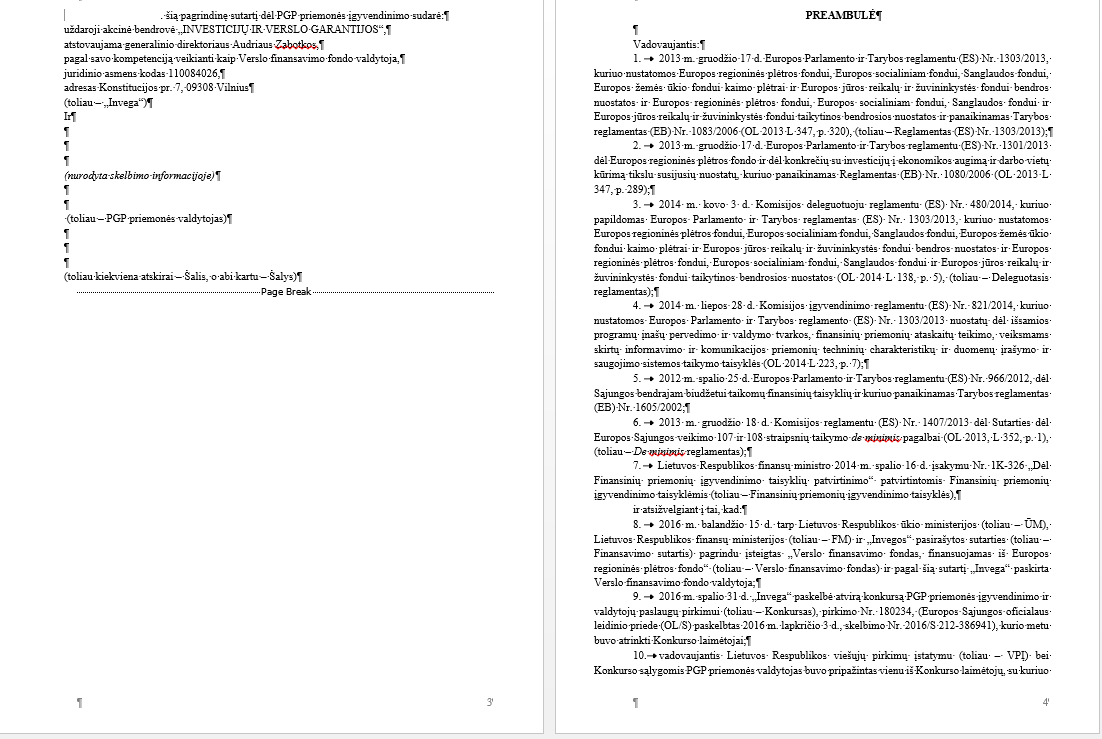 . šią pagrindinę sutartį dėl PGP priemonės įgyvendinimo sudarė:
uždaroji akcinė bendrovė „INVESTICIJŲ IR VERSLO GARANTIJOS“,
atstovaujama generalinio direktoriaus Audriaus Zabotkos,
pagal savo kompetenciją veikianti kaip Verslo finansavimo fondo valdytoja,
juridinio asmens kodas 110084026,
adresas Konstitucijos pr. 7, 09308 Vilnius
(toliau – „Invega“)
Ir
(nurodyta skelbimo informacijoje)
(toliau – PGP priemonės valdytojas)
(toliau kiekviena atskirai – Šalis, o abi kartu – Šalys)
Page Break
3
PREAMBULĖ
Vadovaujantis:
1. 2013 m. gruodžio 17 d. Europos Parlamento ir Tarybos reglamentu (ES) Nr. 1303/2013,
kuriuo nustatomos Europos regioninės plėtros fondui, Europos socialiniam fondui, Sanglaudos fondui,
Europos žemės ūkio fondui kaimo plėtrai ir Europos jūros reikalų ir žuvininkystės fondui bendros
nuostatos ir Europos regioninės plėtros fondui, Europos socialiniam fondui, Sanglaudos fondui ir
Europos jūros reikalų ir žuvininkystės fondui taikytinos bendrosios nuostatos ir panaikinamas Tarybos
reglamentas (EB) Nr. 1083/2006 (OL 2013 L 347, p. 320), (toliau – Reglamentas (ES) Nr. 1303/2013);
2. 2013 m. gruodžio 17 d. Europos Parlamento ir Tarybos reglamentu (ES) Nr. 1301/2013
dėl Europos regioninės plėtros fondo ir dėl konkrečių su investicijų į ekonomikos augimą ir darbo vietų
kūrimą tikslu susijusių nuostatų, kuriuo panaikinamas Reglamentas (EB) Nr. 1080/2006 (OL 2013 L
347, p. 289);
3. 2014 m. kovo 3 d. Komisijos deleguotuoju reglamentu (ES) Nr. 480/2014, kuriuo
papildomas Europos Parlamento ir Tarybos reglamentas (ES) Nr. 1303/2013, kuriuo nustatomos
Europos regioninės plėtros fondui, Europos socialiniam fondui, Sanglaudos fondui, Europos žemės ūkio
fondui kaimo plėtrai ir Europos jūros reikalų ir žuvininkystės fondui bendros nuostatos ir Europos
regioninės plėtros fondui, Europos socialiniam fondui, Sanglaudos fondui ir Europos jūros reikalų ir
žuvininkystės fondui taikytinos bendrosios nuostatos (OL 2014 L 138, p. 5), (toliau – Deleguotasis
reglamentas);
4. 2014 m. liepos 28 d. Komisijos įgyvendinimo reglamentu (ES) Nr. 821/2014, kuriuo
nustatomos Europos Parlamento ir Tarybos reglamento (ES) Nr. 1303/2013 nuostatų dėl išsamios
programų įnašų pervedimo ir valdymo tvarkos, finansinių priemonių ataskaitų teikimo, veiksmams
skirtų informavimo ir komunikacijos priemonių techninių charakteristikų ir duomenų įrašymo ir
saugojimo sistemos taikymo taisyklės (OL 2014 L 223, p. 7);
5. 2012 m. spalio 25 d. Europos Parlamento ir Tarybos reglamentu (ES) Nr. 966/2012, dėl
Sąjungos bendrajam biudžetui taikomų finansinių taisyklių ir kuriuo panaikinamas Tarybos reglamentas
(EB) Nr. 1605/2002;
6. 2013 m. gruodžio 18 d. Komisijos reglamentu (ES) Nr. 1407/2013 dėl Sutarties dėl
Europos Sąjungos veikimo 107 ir 108 straipsnių taikymo de minimis pagalbai (OL 2013, L 352, p. 1),
(toliau – De minimis reglamentas);
7. Lietuvos Respublikos finansų ministro 2014 m. spalio 16 d. įsakymu Nr. 1K-326 „Dėl
Finansinių priemonių įgyvendinimo taisyklių patvirtinimo“ patvirtintomis Finansinių priemonių
įgyvendinimo taisyklėmis (toliau – Finansinių priemonių įgyvendinimo taisyklės),
ir atsižvelgiant į tai, kad:
8. 2016 m. balandžio 15 d. tarp Lietuvos Respublikos ūkio ministerijos (toliau – ŪM),
Lietuvos Respublikos finansų ministerijos (toliau – FM) ir „Invegos“ pasirašytos sutarties (toliau –
Finansavimo sutartis) pagrindu įsteigtas „Verslo finansavimo fondas, finansuojamas iš Europos
regioninės plėtros fondo“ (toliau – Verslo finansavimo fondas) ir pagal šią sutartį „Invega“ paskirta
Verslo finansavimo fondo valdytoja;
9. 2016 m. spalio 31 d. „Invega“ paskelbė atvirą konkursą PGP priemonės įgyvendinimo ir
valdytojų paslaugų pirkimui (toliau – Konkursas), pirkimo Nr. 180234, (Europos Sąjungos oficialaus
leidinio priede (OL/S) paskelbtas 2016 m. lapkričio 3 d., skelbimo Nr. 2016/S 212-386941), kurio metu
buvo atrinkti Konkurso laimėtojai;
10. vadovaujantis Lietuvos Respublikos viešųjų pirkimų įstatymu (toliau – VPĮ) bei
Konkurso sąlygomis PGP priemonės valdytojas buvo pripažintas vienu iš Konkurso laimėtojų, su kuriuo
4